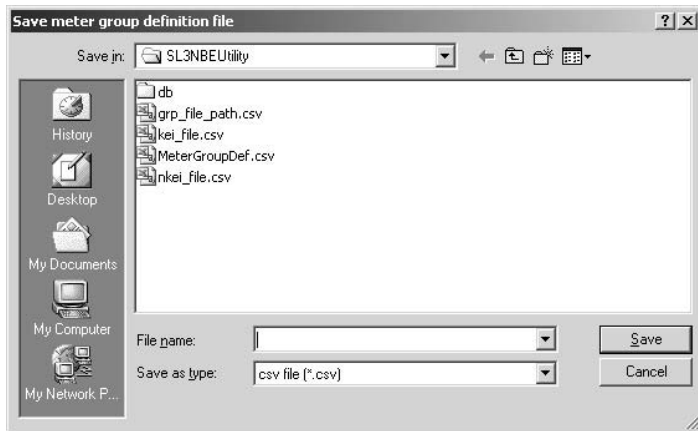 Save meter group definition file
Save in:
SL3NBEUtility
History
Desktop
My Documents
My Computer
My Network P...
db
grp_file_path.csv
kei_file.csv
MeterGroupDef.csv
nkei_file.csv
File name:
Save
Save as type:
csv file (*.csv)
Cancel